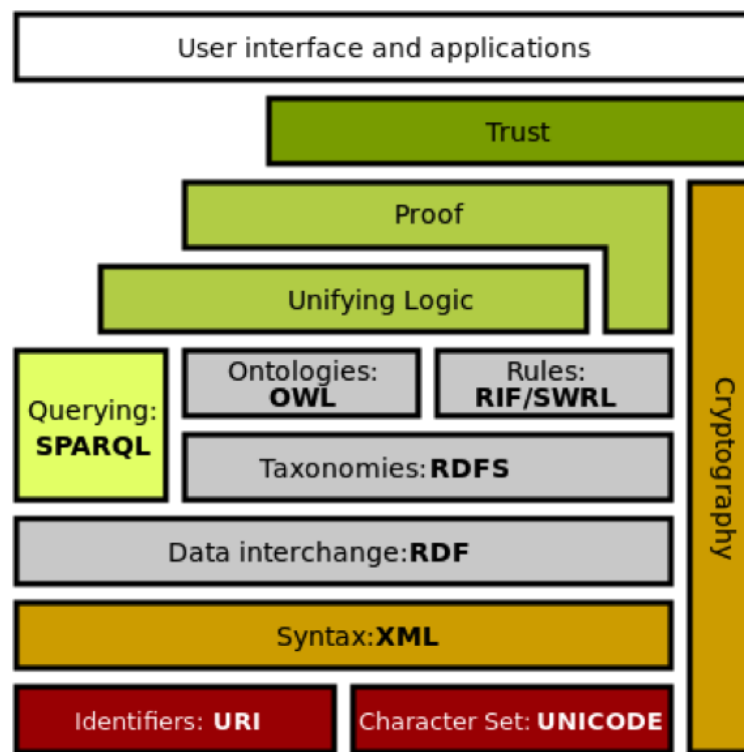 User interface and applications
Trust
Proof
Unifying Logic
Querying:
SPARQL
Ontologies:
OWL
Rules:
RIF/SWRL
Taxonomies:RDFS
Cryptography
Data interchange:RDF
Syntax:XML
Identifiers: URI
Character Set: UNICODE